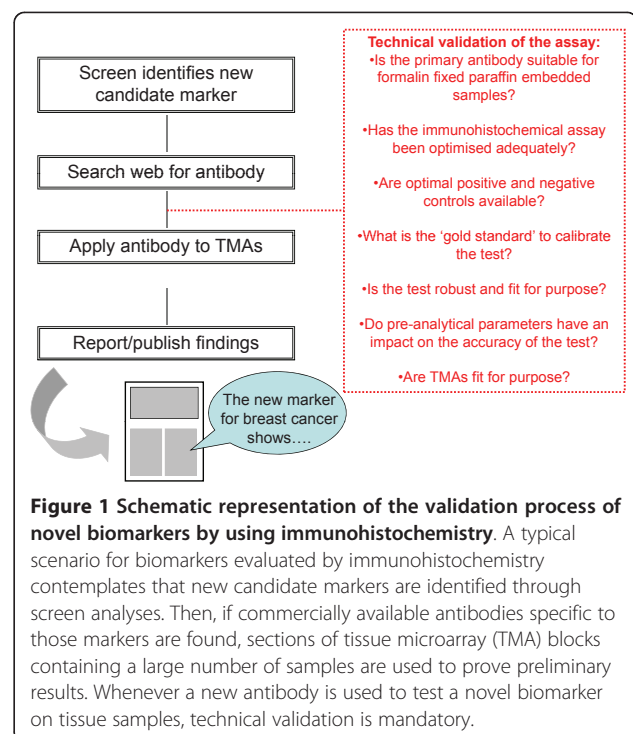 Screen identifies new
candidate marker
Search web for antibody
Apply antibody to TMAs
Report/publish findings
The new marker
for breast cancer
shows....
Technical validation of the assay:
•Is the primary antibody suitable for
formalin fixed paraffin embedded
samples?
•Has the immunohistochemical assay
been optimised adequately?
•Are optimal positive and negative
controls available?
•What is the ‘gold standard’ to calibrate
the test?
•Is the test robust and fit for purpose?
•Do pre-analytical parameters have an
impact on the accuracy of the test?
•Are TMAs fit for purpose?
Figure 1 Schematic representation of the validation process of
novel biomarkers by using immunohistochemistry. A typical
scenario for biomarkers evaluated by immunohistochemistry
contemplates that new candidate markers are identified through
screen analyses. Then, if commercially available antibodies specific to
those markers are found, sections of tissue microarray (TMA) blocks
containing a large number of samples are used to prove preliminary
results. Whenever a new antibody is used to test a novel biomarker
on tissue samples, technical validation is mandatory.